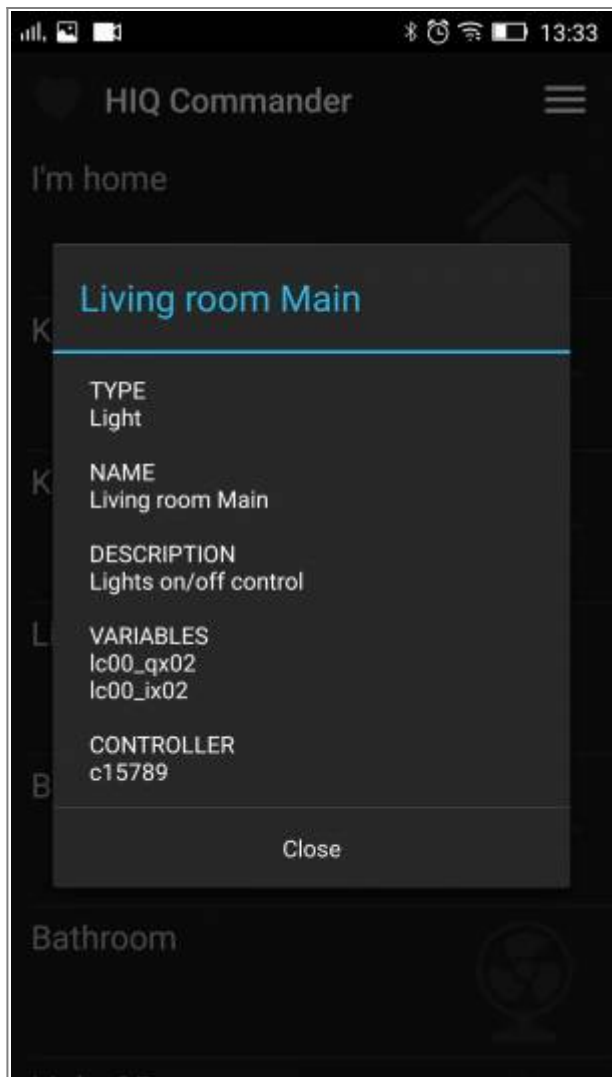 13:33
HIQ Commander
I'm home
Living room Main
K
TYPE
Light
K
NAME
Living room Main
DESCRIPTION
Lights on/off control
L
VARIABLES
lc00_qx02
lc00_ix02
CONTROLLER
c15789
B
Close
Bathroom